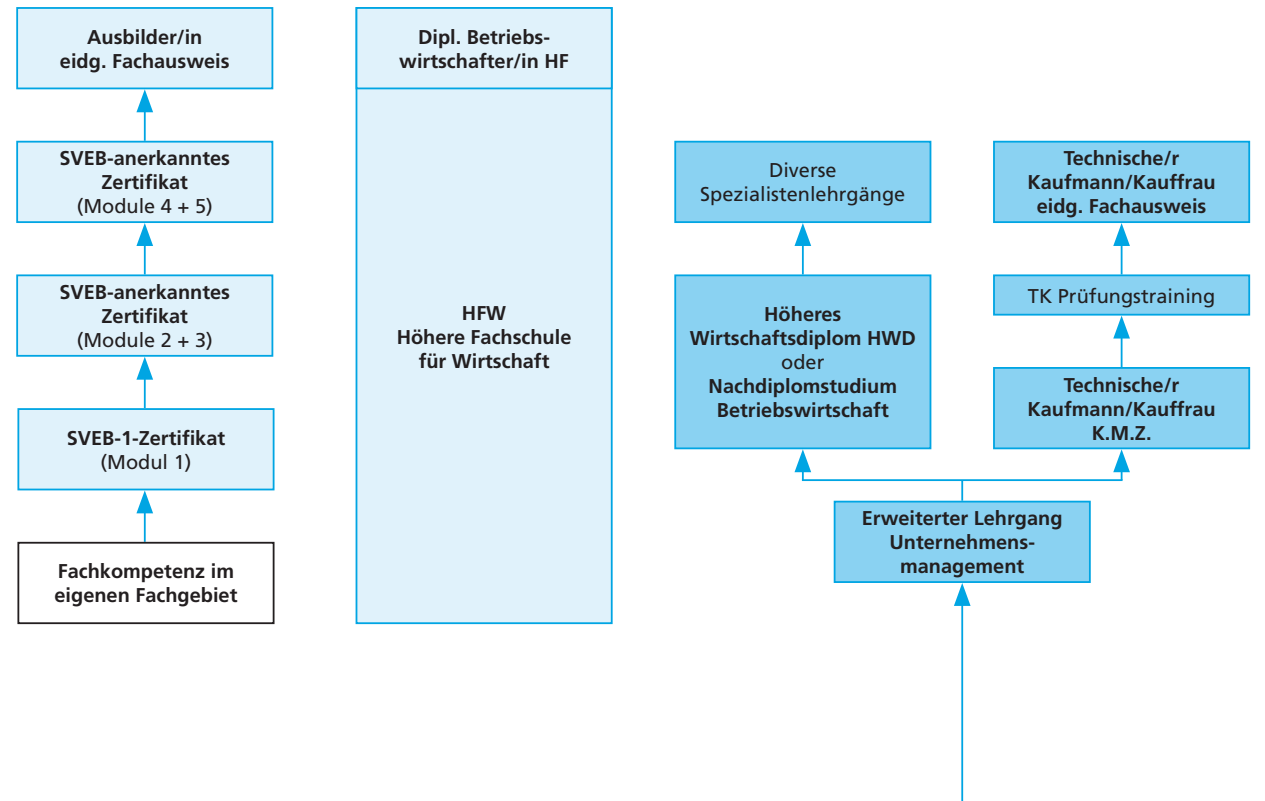 Ausbilder/in
eidg. Fachausweis
SVEB-anerkanntes
Zertifikat
(Module 4 + 5)
SVEB-anerkanntes
Zertifikat
(Module 2 + 3)
SVEB-1-Zertifikat
(Modul 1)
Fachkompetenz im
eigenen Fachgebiet
Dipl. Betriebs-
wirtschafter/in HF
HFW
Höhere Fachschule
für Wirtschaft
Diverse
Spezialistenlehrgänge
Höheres
Wirtschaftsdiplom HWD
oder
Nachdiplomstudium
Betriebswirtschaft
Technische/r
Kaufmann/Kauffrau
eidg. Fachausweis
TK Prüfungstraining
Technische/r
Kaufmann/Kauffrau
K.M.Z.
Erweiterter Lehrgang
Unternehmens-
management